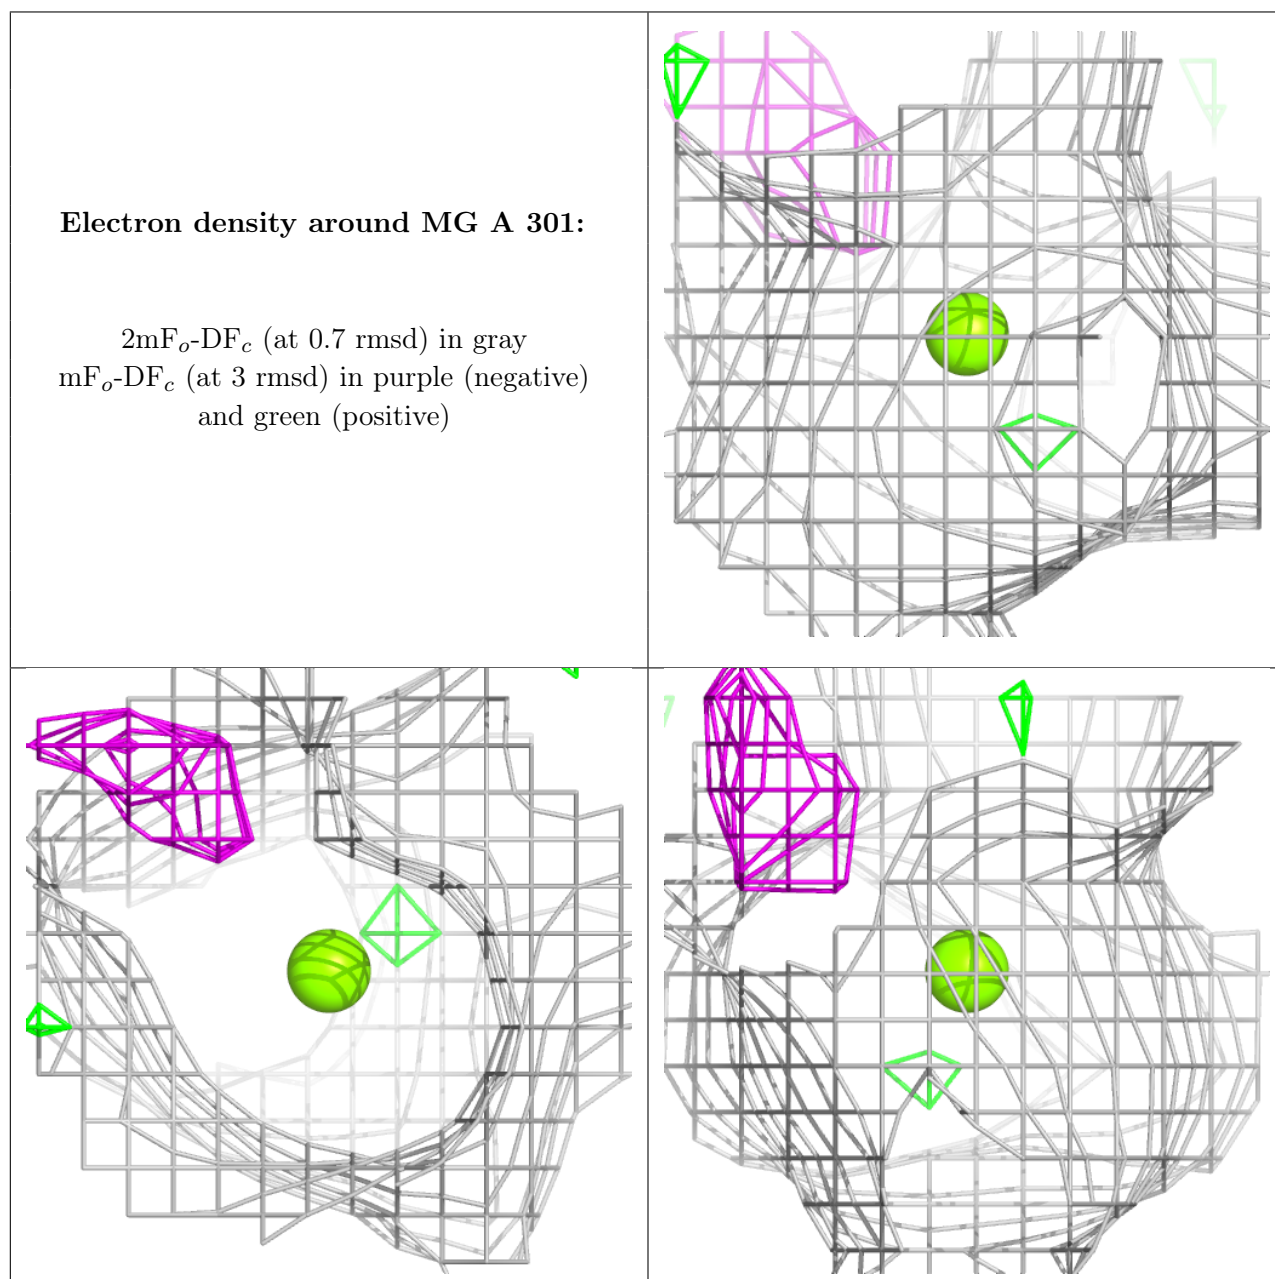 Electron density around MG A 301:
2mFo-DFc (at 0.7 rmsd) in gray
mFo-DFc (at 3 rmsd) in purple (negative)
and green (positive)